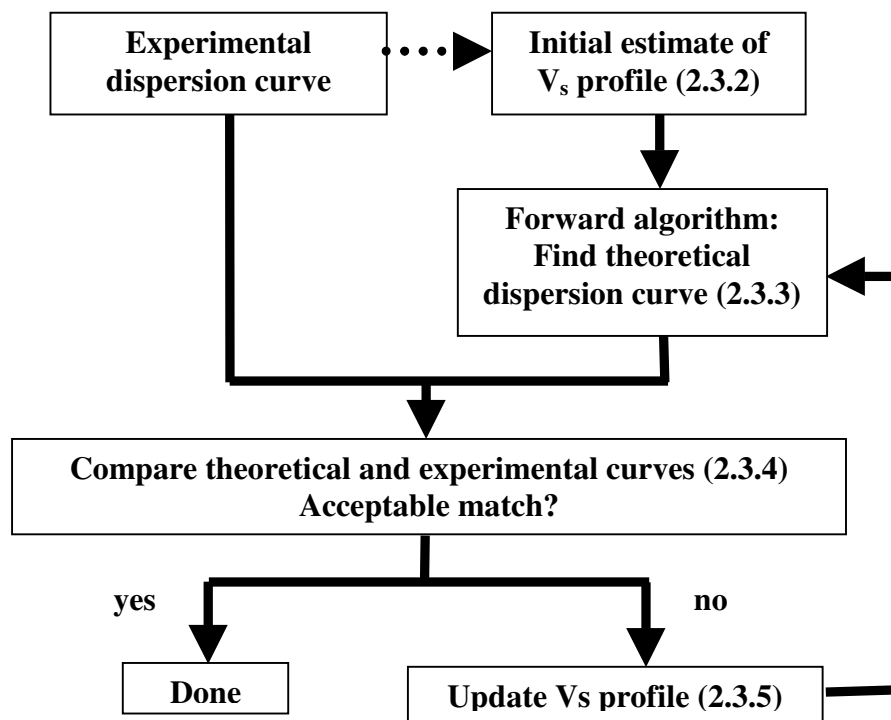 Experimental
dispersion curve
Initial estimate of
Vs profile (2.3.2)
Forward algorithm:
Find theoretical
dispersion curve (2.3.3)
Compare theoretical and experimental curves (2.3.4)
Acceptable match?
yes
no
Done
Update Vs profile (2.3.5)